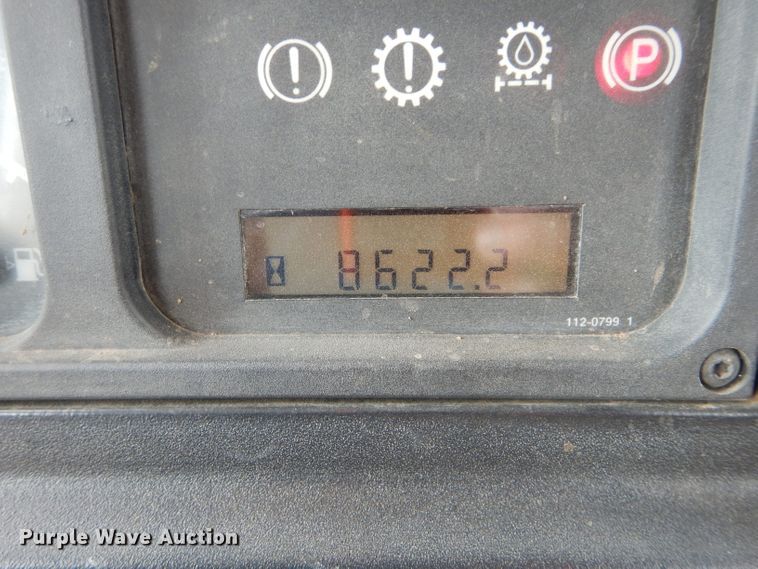 P
8622.2
112-0799 1
Purple Wave Auction